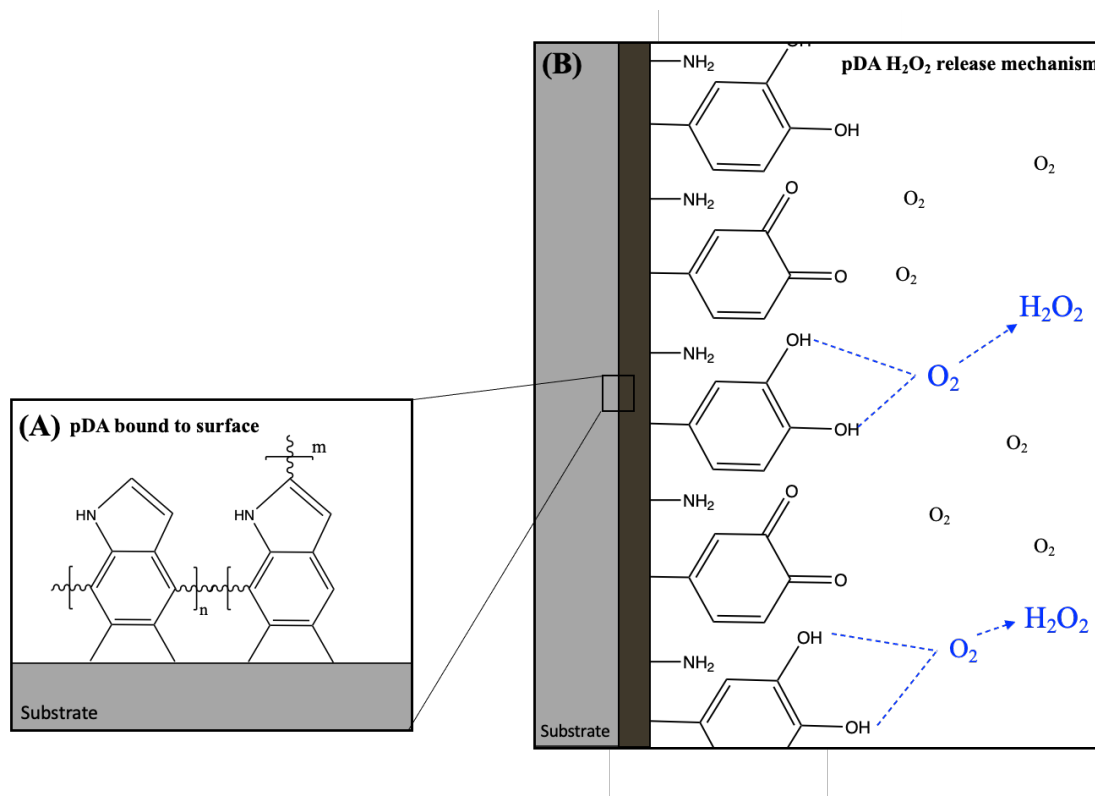 (A) pDA bound to surface
m
HN
HN
n
Substrate
(B)
pDA H₂O₂ release mechanism
OH
NH₂
OH
O₂
NH₂
O
O₂
O
O₂
H₂O₂
NH₂
OH
O₂
OH
O₂
NH₂
O
O₂
O₂
O
H₂O₂
OH
O₂
NH₂
OH
Substrate